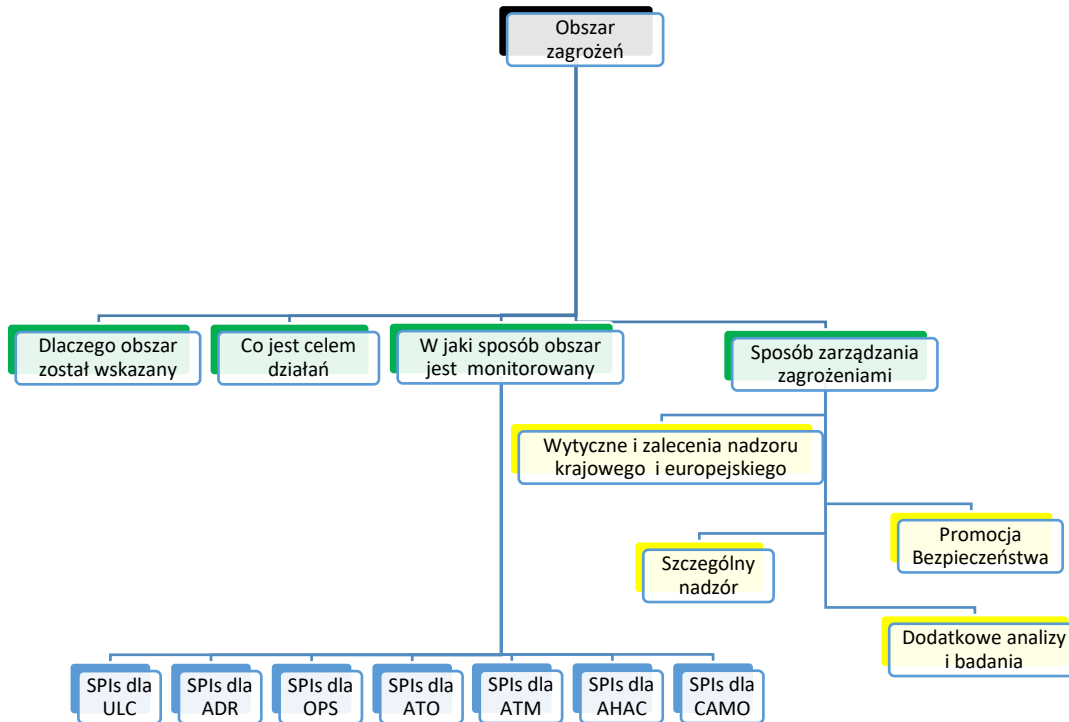 Obszar
zagrożeń
Dlaczego obszar
został wskazany
Co jest celem
działań
W jaki sposób obszar
jest monitorowany
Sposób zarządzania
zagrożeniami
Wytyczne i zalecenia nadzoru
krajowego i europejskiego
Promocja
Bezpieczeństwa
Szczególny
nadzór
Dodatkowe analizy
i badania
SPIs dla
ULC
SPIs dla
ADR
SPIs dla
OPS
SPIs dla
ATO
SPIs dla
ATM
SPIs dla
AHAC
SPIs dla
CAMO